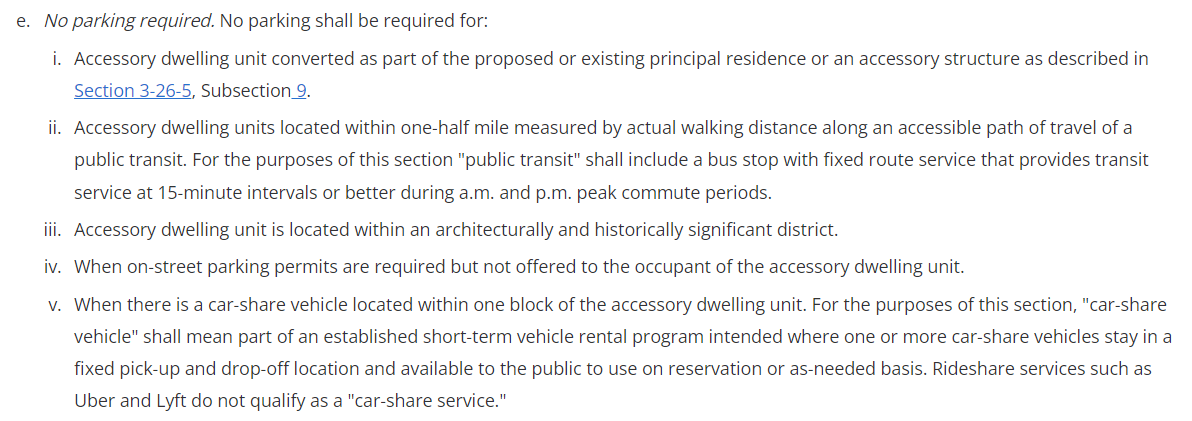 e. No parking required. No parking shall be required for:
i. Accessory dwelling unit converted as part of the proposed or existing principal residence or an accessory structure as described in
Section 3-26-5, Subsection 9.
ii. Accessory dwelling units located within one-half mile measured by actual walking distance along an accessible path of travel of a
public transit. For the purposes of this section "public transit" shall include a bus stop with fixed route service that provides transit
service at 15-minute intervals or better during a.m. and p.m. peak commute periods.
iii. Accessory dwelling unit is located within an architecturally and historically significant district.
iv. When on-street parking permits are required but not offered to the occupant of the accessory dwelling unit.
v. When there is a car-share vehicle located within one block of the accessory dwelling unit. For the purposes of this section, "car-share
vehicle" shall mean part of an established short-term vehicle rental program intended where one or more car-share vehicles stay in a
fixed pick-up and drop-off location and available to the public to use on reservation or as-needed basis. Rideshare services such as
Uber and Lyft do not qualify as a "car-share service."